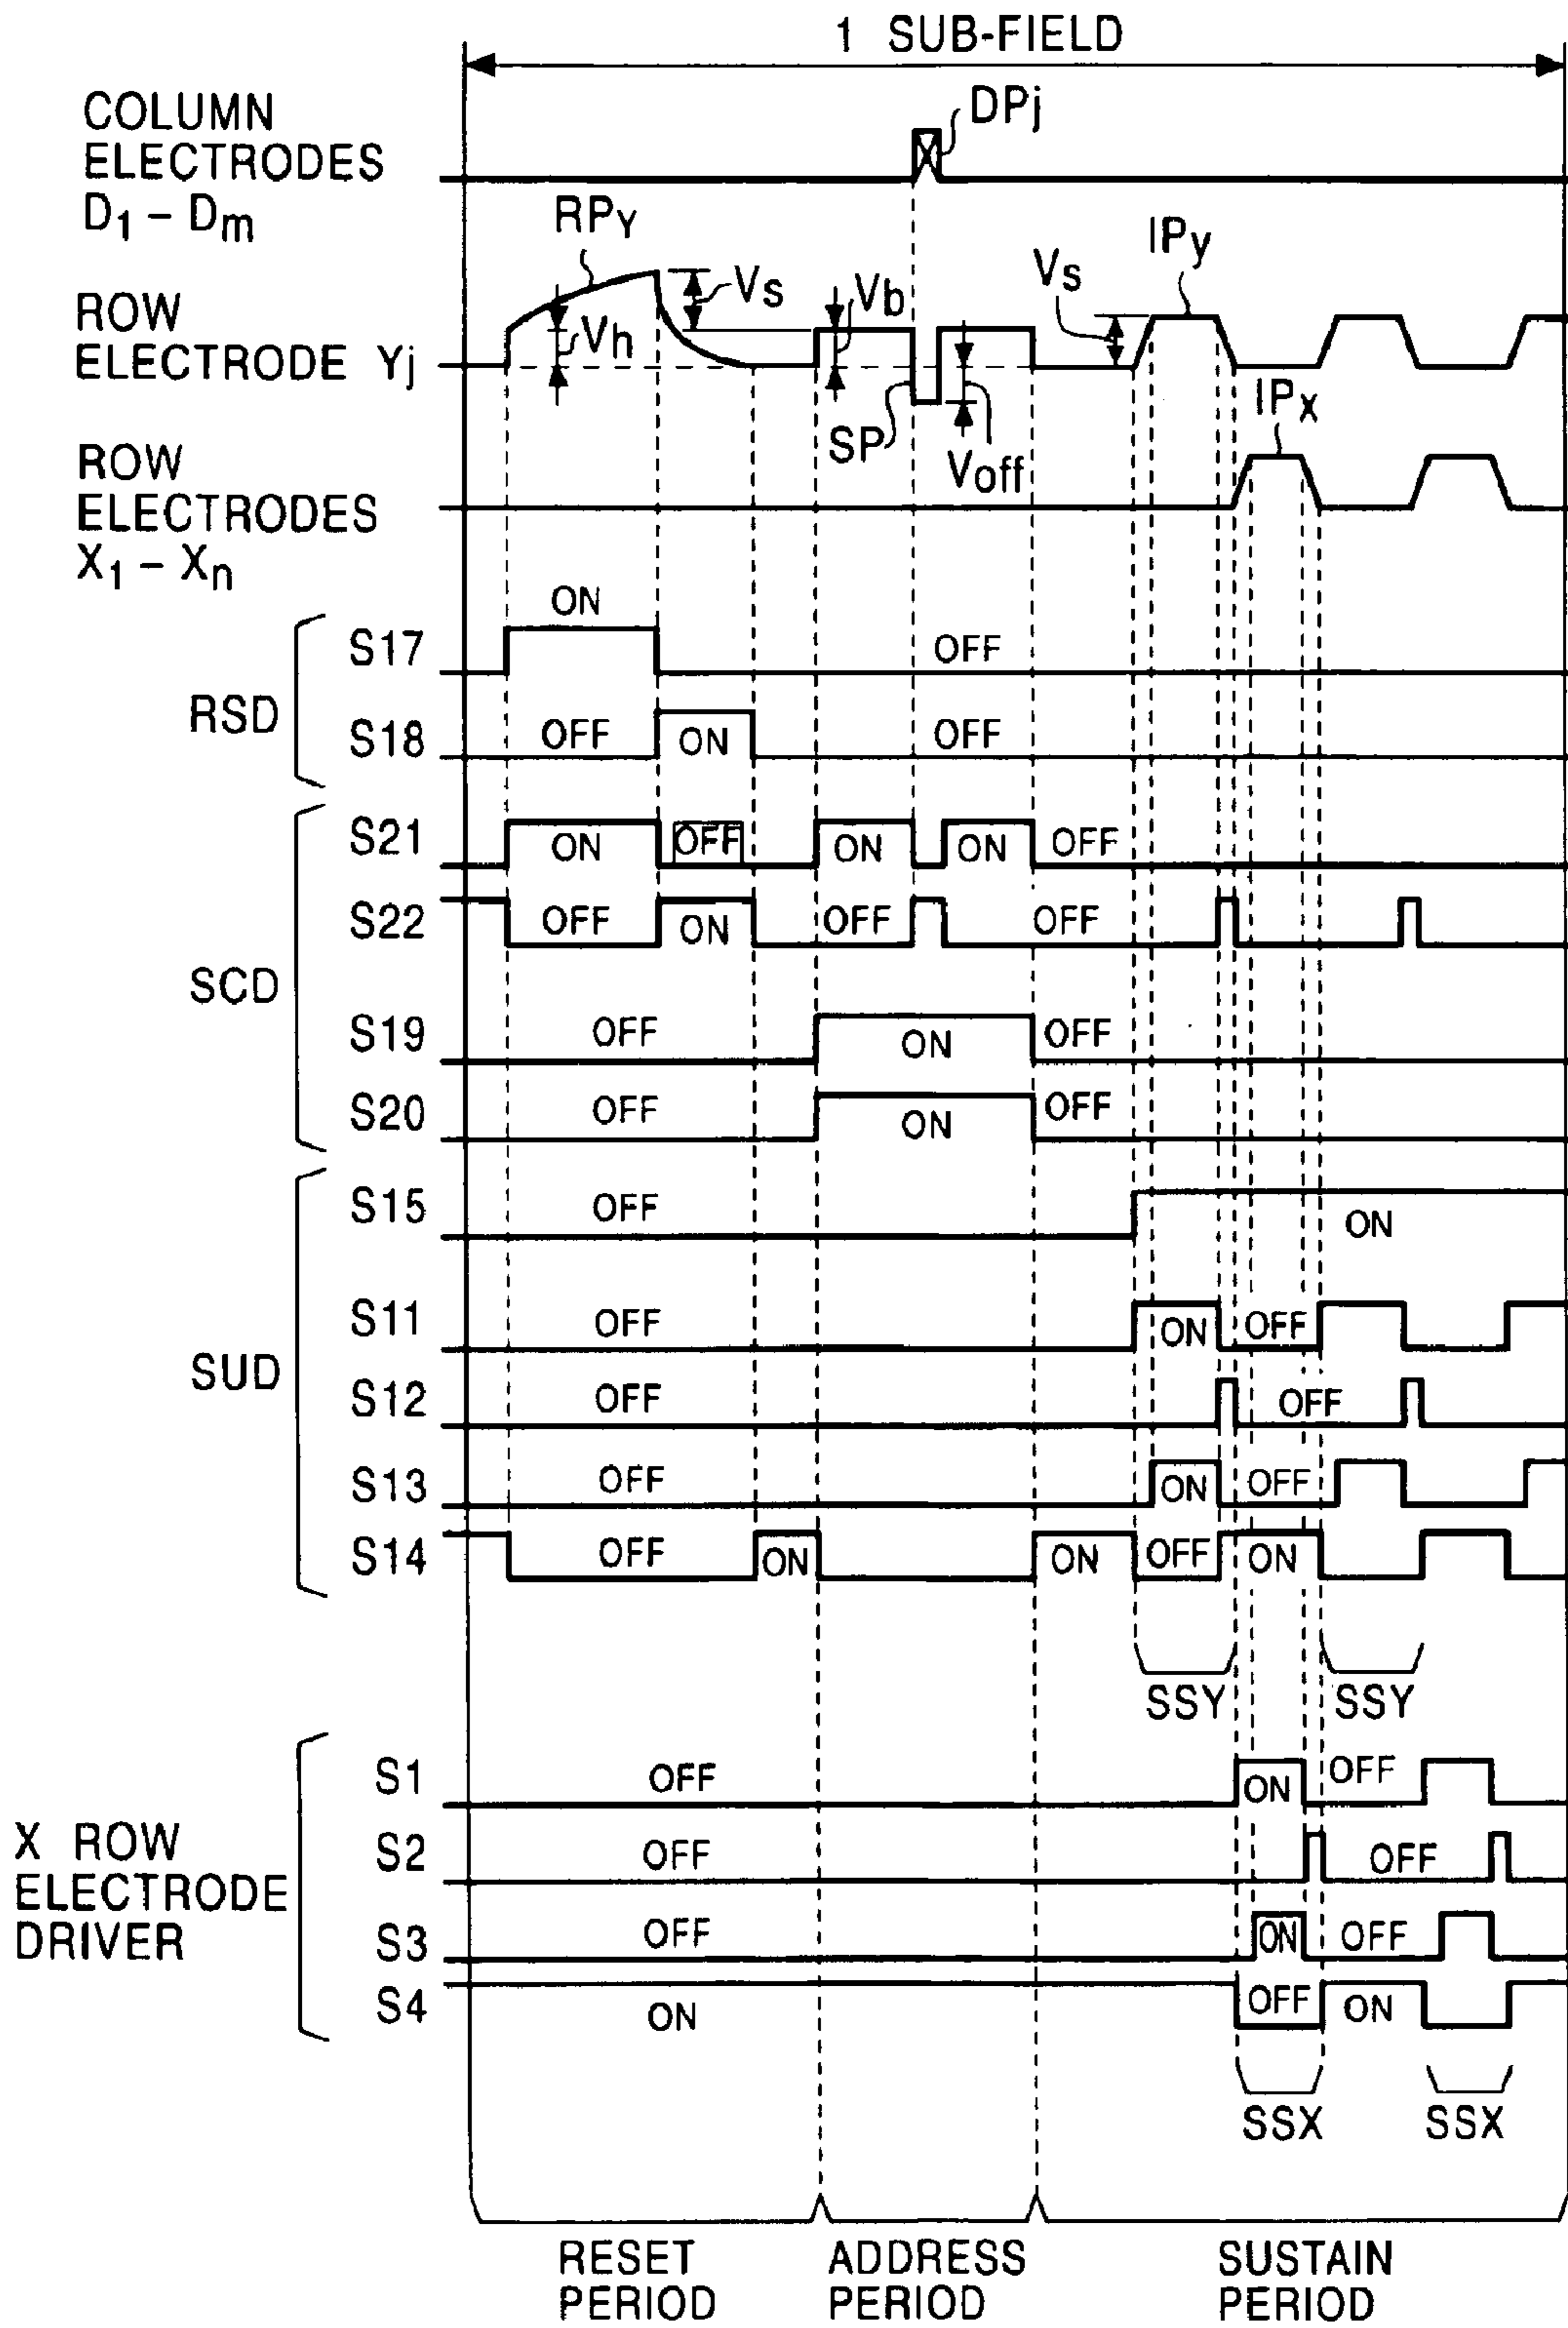 1 SUB-FIELD
COLUMN
ELECTRODES
D1 – Dm
DPj
RPY
ROW
ELECTRODE Yj
Vh
Vs
Vb
SP
Voff
Vs
IPy
IPx
ROW
ELECTRODES
X1 – Xn
RSD
S17
ON
OFF
S18
OFF
ON
OFF
SCD
S21
ON
OFF
ON
ON
OFF
S22
OFF
ON
OFF
OFF
S19
OFF
ON
OFF
S20
OFF
ON
OFF
SUD
S15
OFF
ON
S11
OFF
ON
OFF
S12
OFF
OFF
S13
OFF
ON
OFF
S14
OFF
ON
ON
OFF
ON
SSY
SSY
X ROW
ELECTRODE
DRIVER
S1
OFF
ON
OFF
S2
OFF
OFF
S3
OFF
ON
OFF
S4
ON
OFF
ON
SSX
SSX
RESET
PERIOD
ADDRESS
PERIOD
SUSTAIN
PERIOD